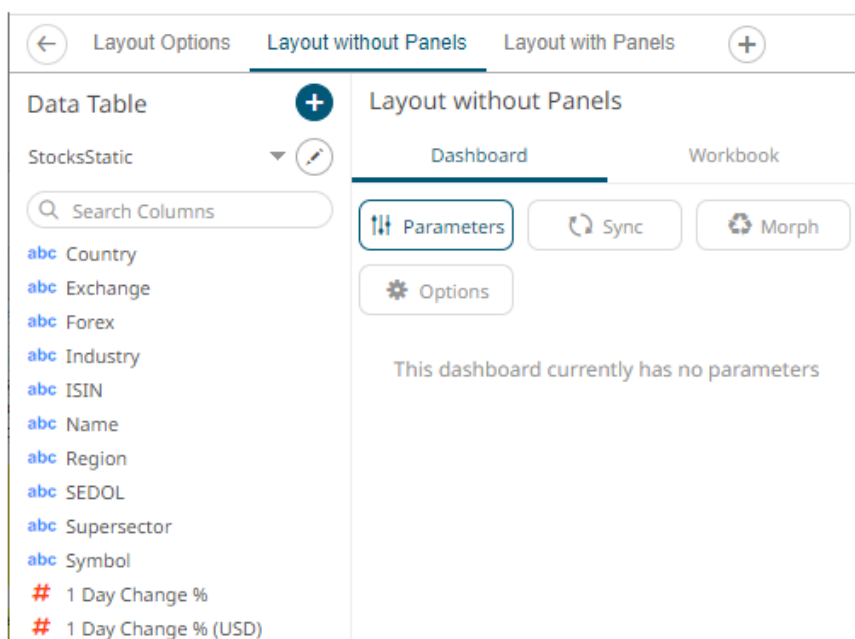 Layout Options Layout without Panels Layout with Panels
Data Table
StocksStatic
Search Columns
abc Country
abc Exchange
abc Forex
abc Industry
abc ISIN
abc Name
abc Region
abc SEDOL
abc Supersector
abc Symbol
# 1 Day Change %
# 1 Day Change % (USD)
Layout without Panels
Dashboard Workbook
Parameters Sync Morph
Options
This dashboard currently has no parameters